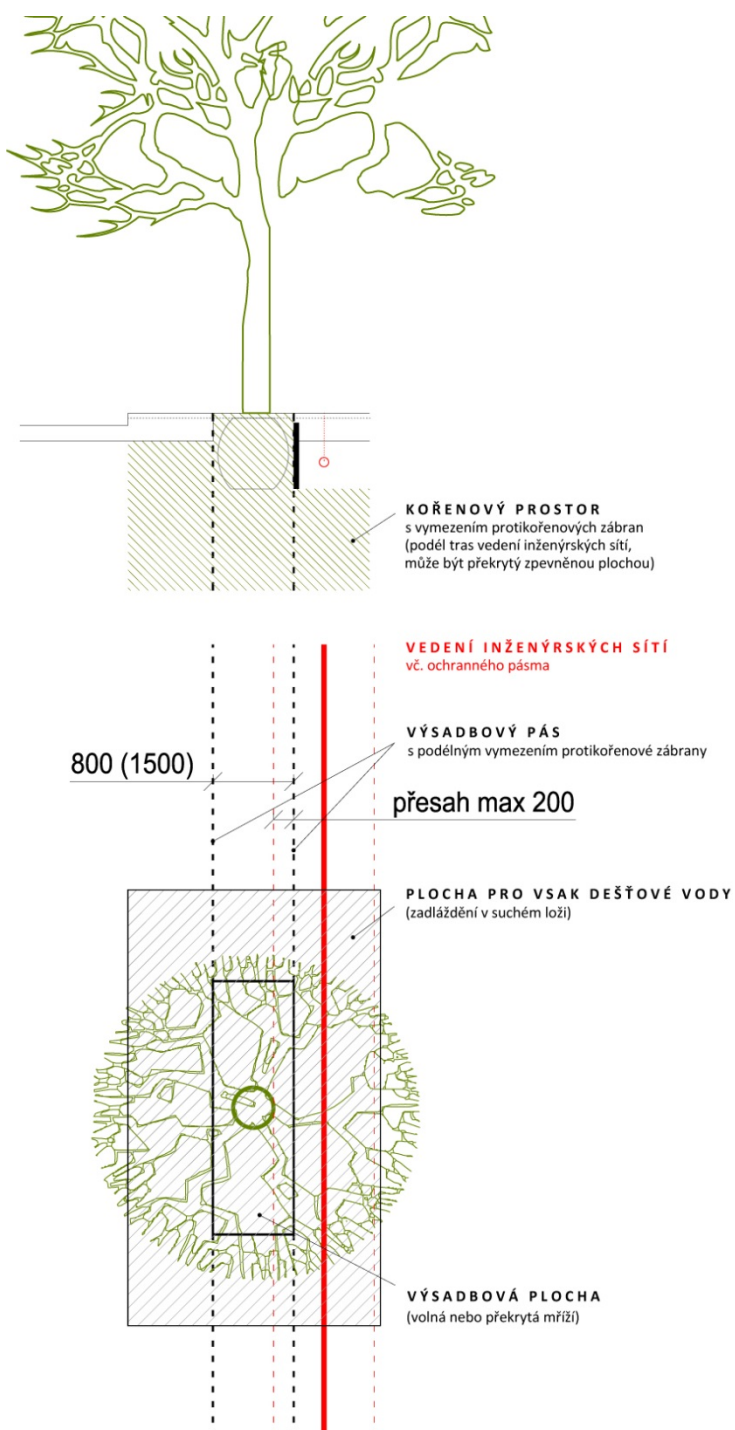 KOŘENOVÝ PROSTOR
s vymezením protikořenových zábran
(podél tras vedení inženýrských sítí,
může být překrytý zpevněnou plochou)
VEDENÍ INŽENÝRSKÝCH SÍTÍ
vč. ochranného pásma
VÝSADBOVÝ PÁS
s podélným vymezením protikořenové zábrany
800 (1500)
přesah max 200
PLOCHA PRO VSAK DEŠŤOVÉ VODY
(zadláždění v suchém loži)
VÝSADBOVÁ PLOCHA
(volná nebo překrytá mříží)